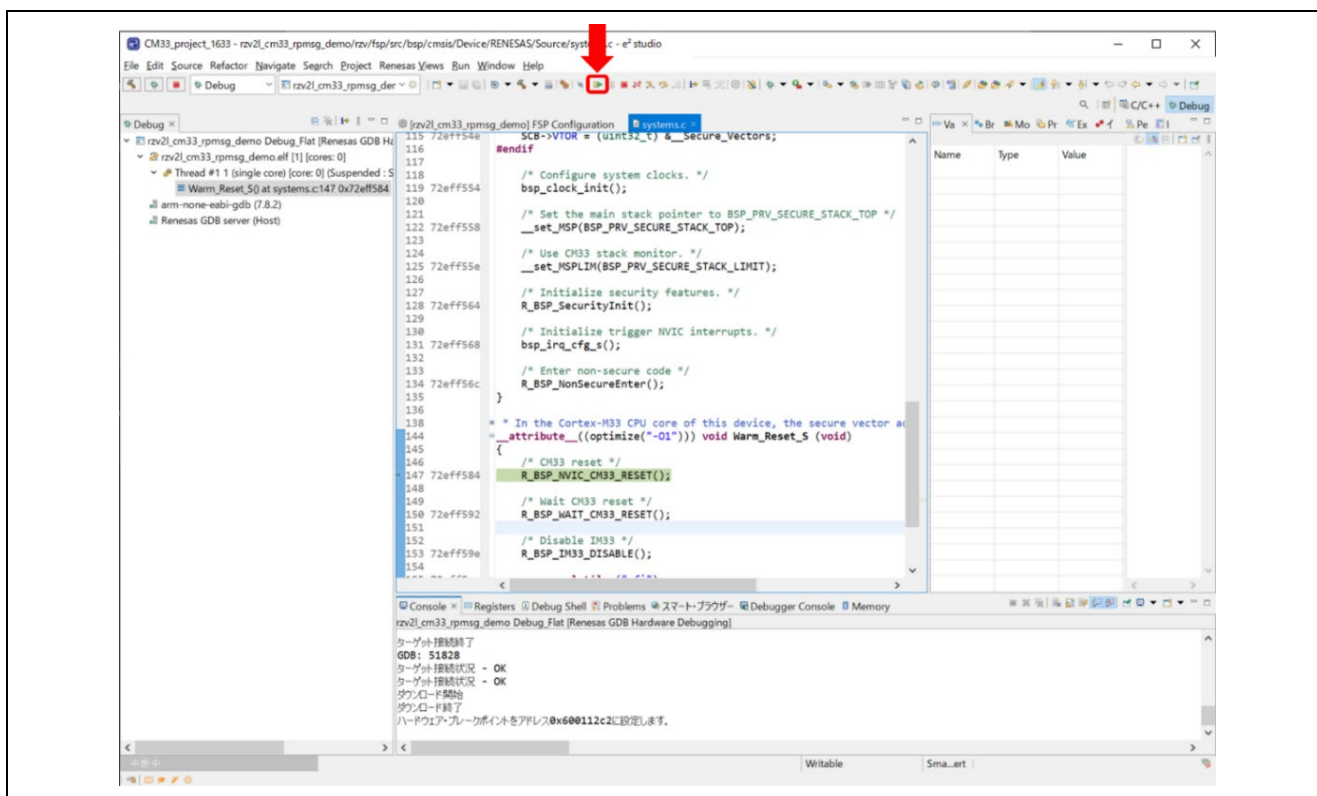 CM33_project_1633 - rzv2l_cm33_rpmsg_demo/rzv/fsp/src/bsp/cmsis/Device/RENESAS/Source/syst .c - e² studio
File Edit Source Refactor Navigate Search Project Renesas Views Run Window Help
Debug rzv2l_cm33_rpmsg_der
C/C++ Debug
Debug
rzv2l_cm33_rpmsg_demo Debug_Flat [Renesas GDB Ha
rzv2l_cm33_rpmsg_demo.elf [1] [cores: 0]
Thread #1 1 (single core) [core: 0] (Suspended : S
Warm_Reset_S() at systems.c:147 0x72eff584
arm-none-eabi-gdb (7.8.2)
Renesas GDB server (Host)
[rzv2l_cm33_rpmsg_demo] FSP Configuration systems.c
115 72eff54e SCB->VTOR = (uint32_t) &__Secure_Vectors;
116 #endif
117
118 /* Configure system clocks. */
119 72eff554 bsp_clock_init();
120
121 /* Set the main stack pointer to BSP_PRV_SECURE_STACK_TOP */
122 72eff558 __set_MSP(BSP_PRV_SECURE_STACK_TOP);
123
124 /* Use CM33 stack monitor. */
125 72eff55e __set_MSPLIM(BSP_PRV_SECURE_STACK_LIMIT);
126
127 /* Initialize security features. */
128 72eff564 R_BSP_SecurityInit();
129
130 /* Initialize trigger NVIC interrupts. */
131 72eff568 bsp_irq_cfg_s();
132
133 /* Enter non-secure code */
134 72eff56c R_BSP_NonSecureEnter();
135 }
136
138 * In the Cortex-M33 CPU core of this device, the secure vector a
144 __attribute__((optimize("-O1"))) void Warm_Reset_S (void)
145 {
146 /* CM33 reset */
147 72eff584 R_BSP_NVIC_CM33_RESET();
148
149 /* Wait CM33 reset */
150 72eff592 R_BSP_WAIT_CM33_RESET();
151
152 /* Disable IM33 */
153 72eff59e R_BSP_IM33_DISABLE();
154
Va Br Mo Pr Ex イ Pe
Name Type Value
Console Registers Debug Shell Problems スマート・ブラウザー Debugger Console Memory
rzv2l_cm33_rpmsg_demo Debug_Flat [Renesas GDB Hardware Debugging]
ターゲット接続終了
GDB: 51828
ターゲット接続状況 - OK
ターゲット接続状況 - OK
ダウンロード開始
ダウンロード終了
ハードウェア・ブレークポイントをアドレス0x600112c2に設定します。
中断中 Writable Sma...ert